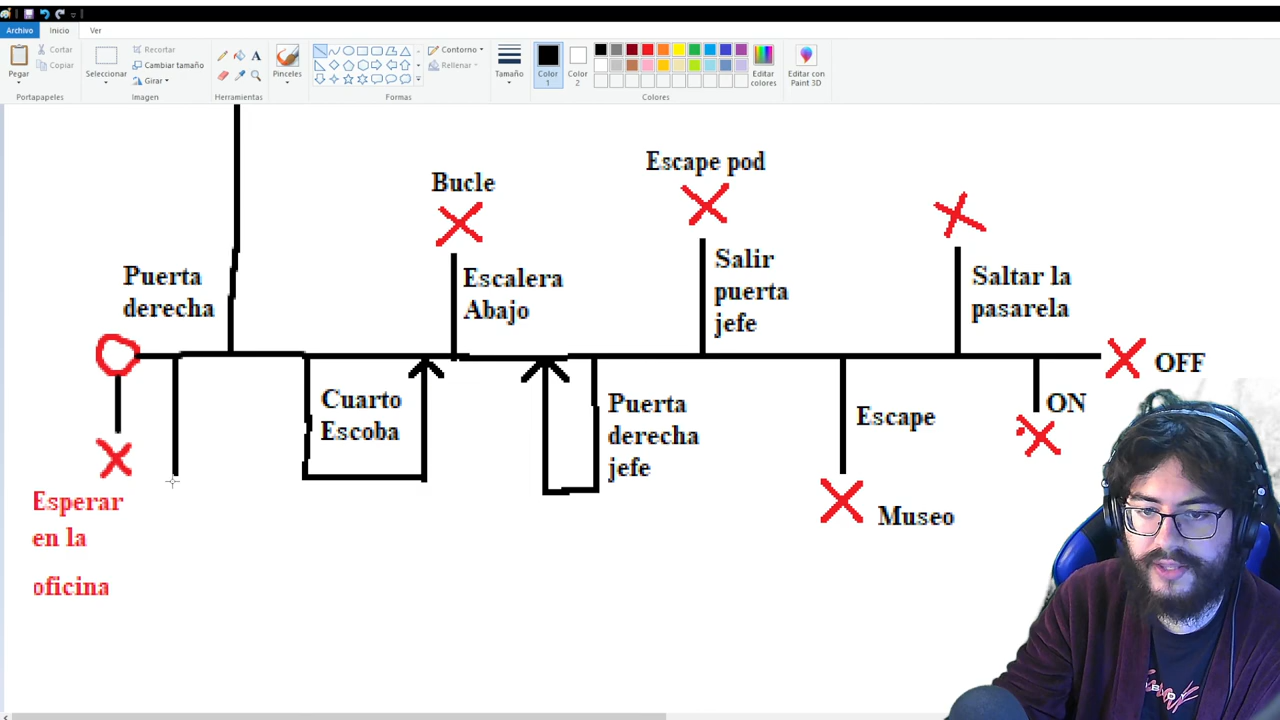 Archivo
Inicio
Ver
Pegar
Cortar
Copiar
Portapapeles
Seleccionar
Recortar
Cambiar tamaño
Girar
Imagen
A
Herramientas
Pinceles
Contorno
Rellenar
Formas
Tamaño
Color
1
Color
2
Editar
colores
Editar con
Paint 3D
Colores
Escape pod
Bucle
Puerta
derecha
Escalera
Abajo
Salir
puerta
jefe
Saltar la
pasarela
OFF
Cuarto
Escoba
Puerta
derecha
jefe
Escape
ON
Museo
Esperar
en la
oficina